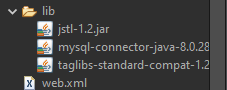 lib
jstl-1.2.jar
mysql-connector-java-8.0.28
taglibs-standard-compat-1.2
web.xml